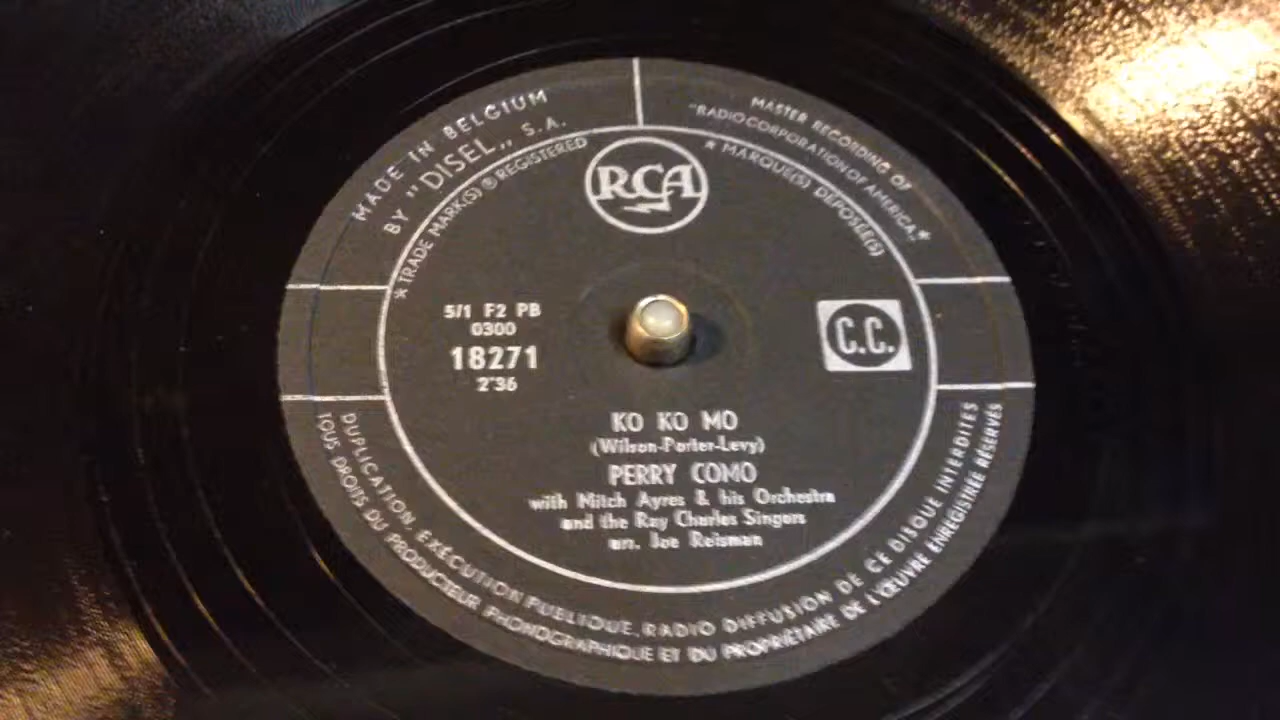 MADE IN BELGIUM
BY "DISEL„ S.A.
* TRADE MARK(S) ® REGISTERED
MASTER RECORDING OF
"RADIO CORPORATION OF AMERICA"*
* MARQUE(S) DÉPOSÉE(S)
RCA
5/1 F2 PB
0300
18271
2'36
C.C.
KO KO MO
(Wilson-Porter-Levy)
PERRY COMO
with Mitch Ayres & his Orchestra
and the Ray Charles Singers
arr. Joe Reisman
DUPLICATION, EXÉCUTION PUBLIQUE, RADIO DIFFUSION DE CE DISQUE INTERDITES
TOUS DROITS DU PRODUCTEUR PHONOGRAPHIQUE ET DU PROPRIÉTAIRE DE L'ŒUVRE ENREGISTRÉE RÉSERVÉS